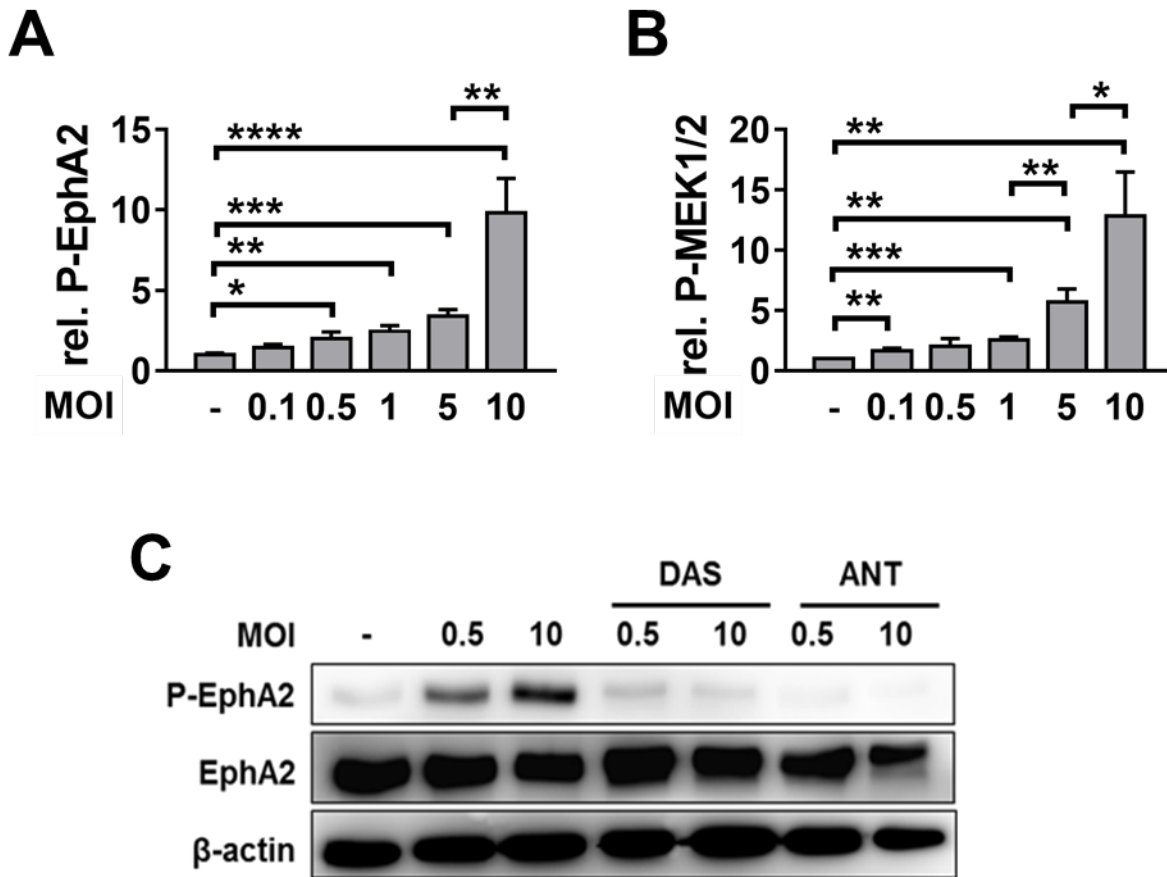 A
B
rel. P-EphA2
15
10
5
0
****
***
**
*
**
MOI - 0.1 0.5 1 5 10
rel. P-MEK1/2
20
15
10
5
0
**
**
***
**
**
*
MOI - 0.1 0.5 1 5 10
C
DAS ANT
MOI - 0.5 10 0.5 10 0.5 10
P-EphA2
EphA2
β-actin